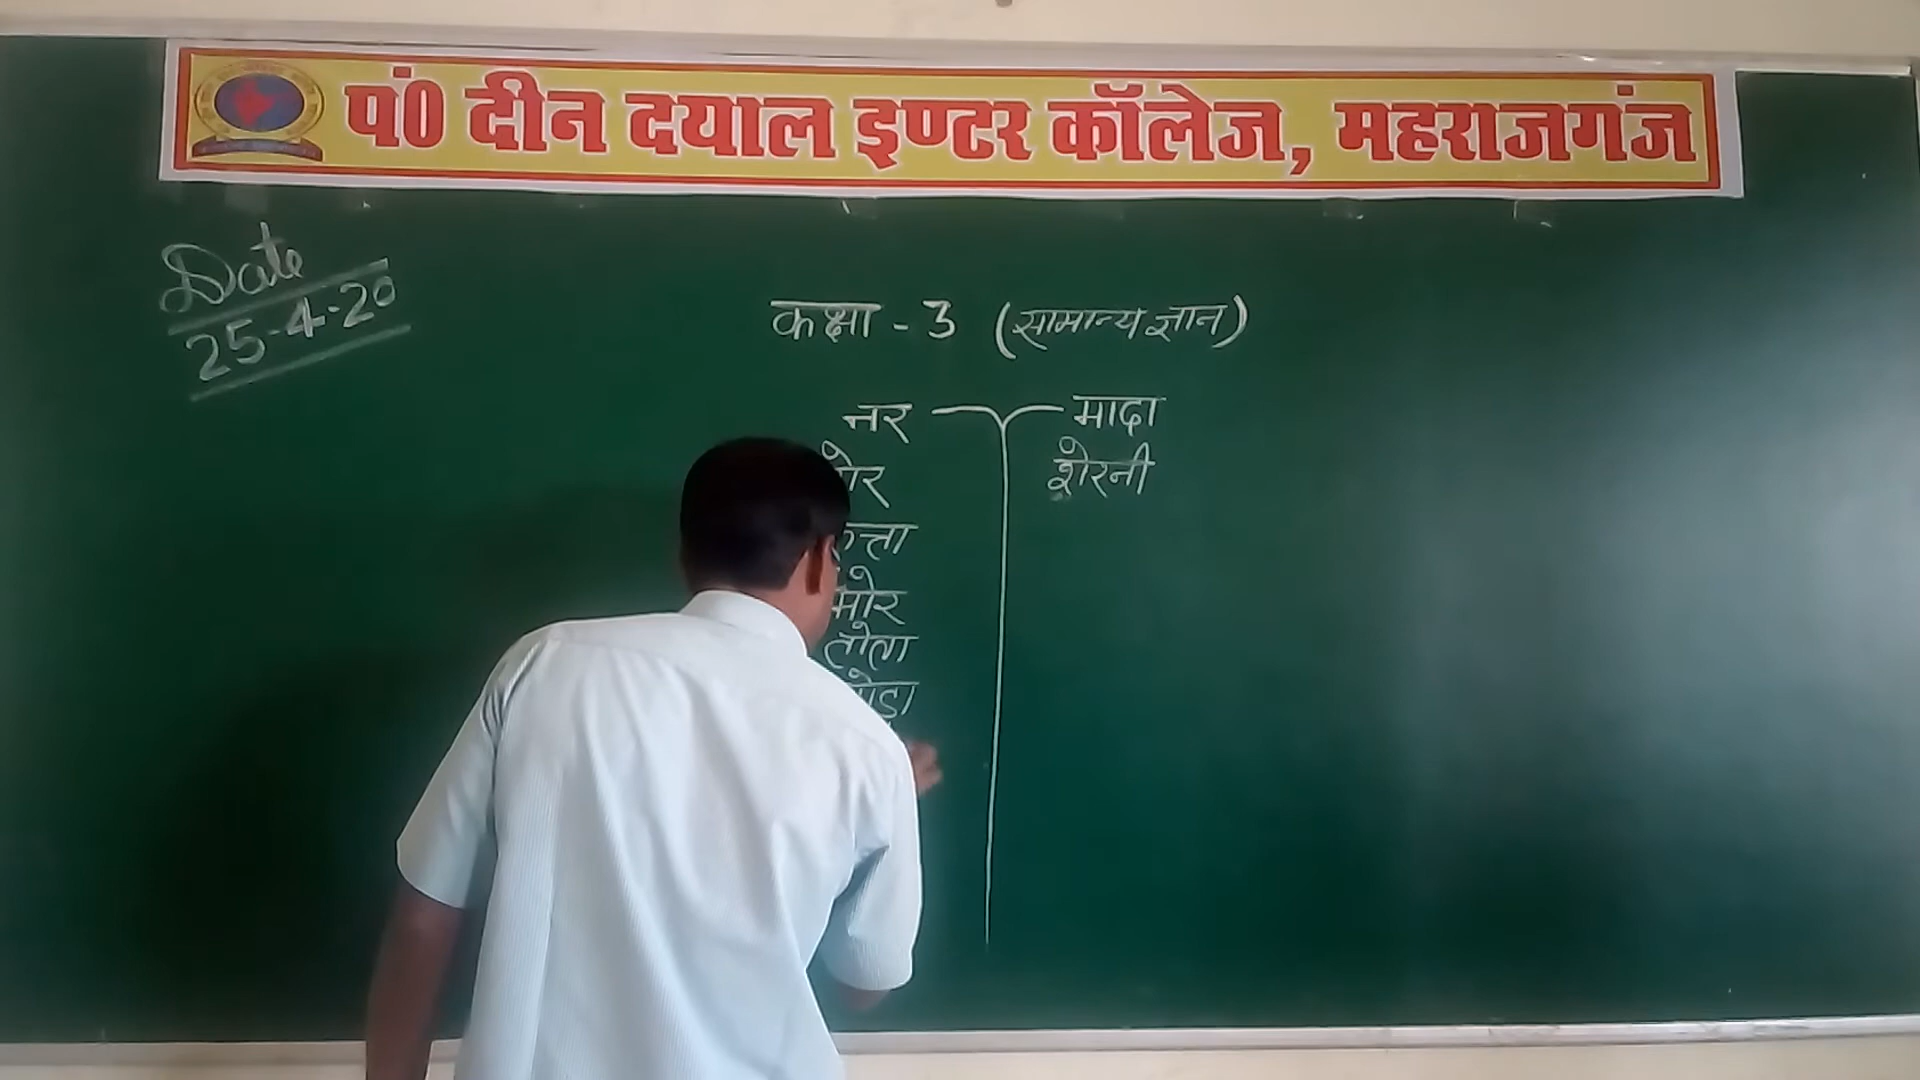 पं0 दीन दयाल इण्टर कॉलेज, महराजगंज
Date
25-4-20
कक्षा - 3 (सामान्य ज्ञान)
नर मादा
शेर शेरनी
कुत्ता
मोर
तोता
घोडा